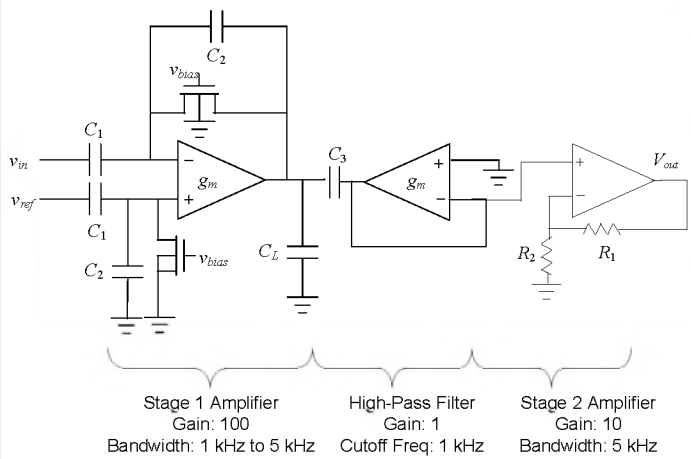 C2
vbias
C1
vin
−
+
gm
vref
C1
C2
vbias
CL
C3
gm
+
−
+
−
Vout
R2
R1
Stage 1 Amplifier
Gain: 100
Bandwidth: 1 kHz to 5 kHz
High-Pass Filter
Gain: 1
Cutoff Freq: 1 kHz
Stage 2 Amplifier
Gain: 10
Bandwidth: 5 kHz